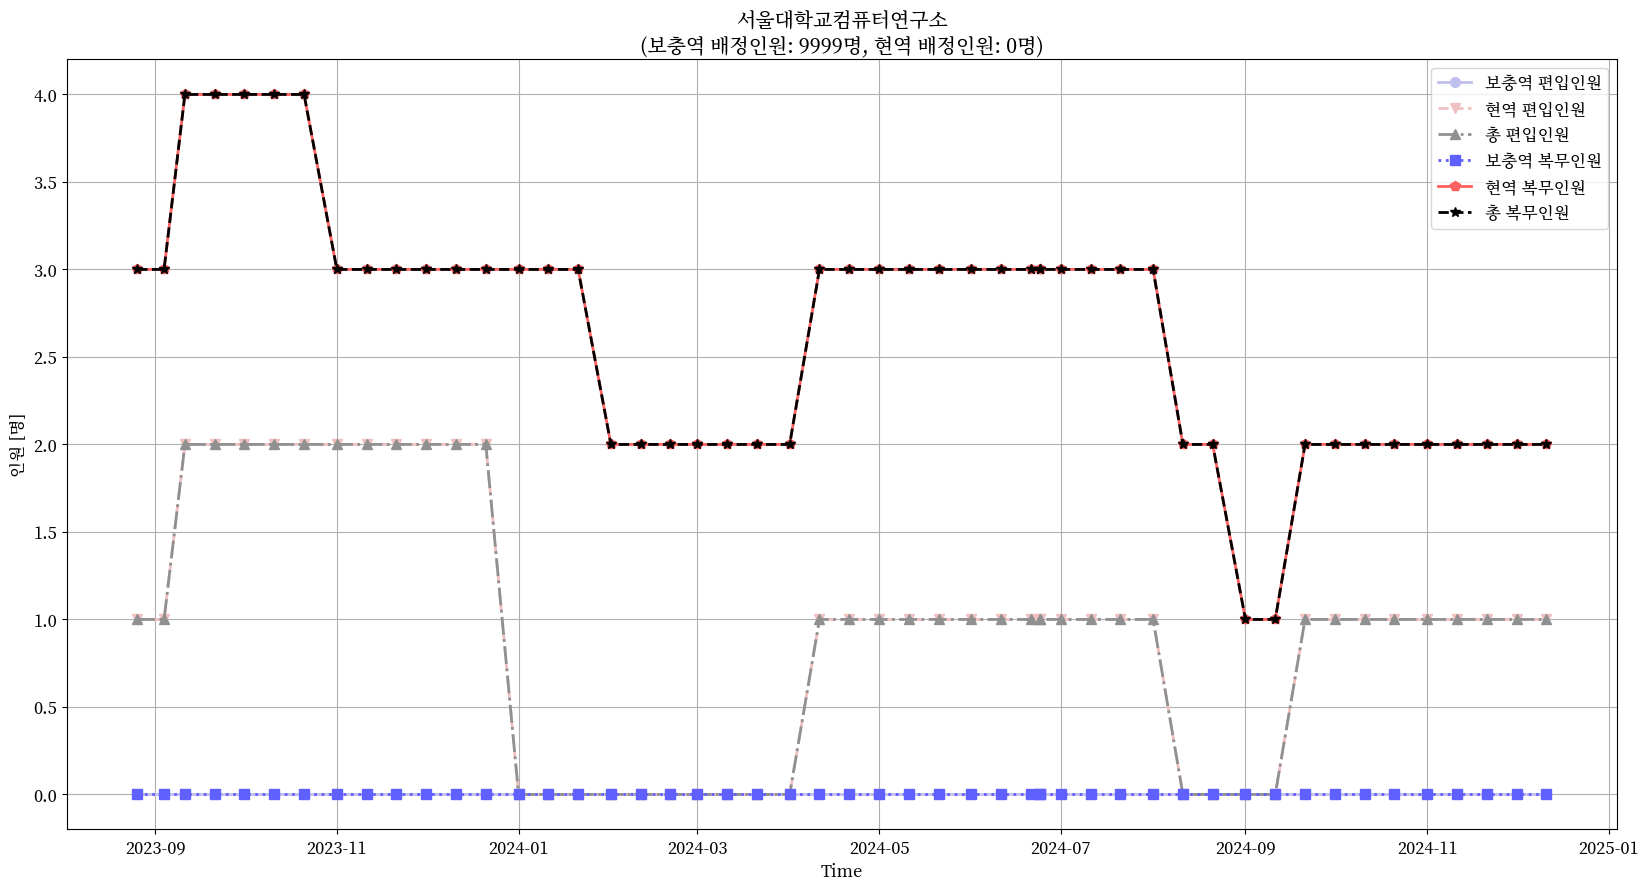 서울대학교컴퓨터연구소
(보충역 배정인원: 9999명, 현역 배정인원: 0명)
보충역 편입인원
현역 편입인원
총 편입인원
보충역 복무인원
현역 복무인원
총 복무인원
인원 [명]
4.0
3.5
3.0
2.5
2.0
1.5
1.0
0.5
0.0
2023-09
2023-11
2024-01
2024-03
2024-05
2024-07
2024-09
2024-11
2025-01
Time